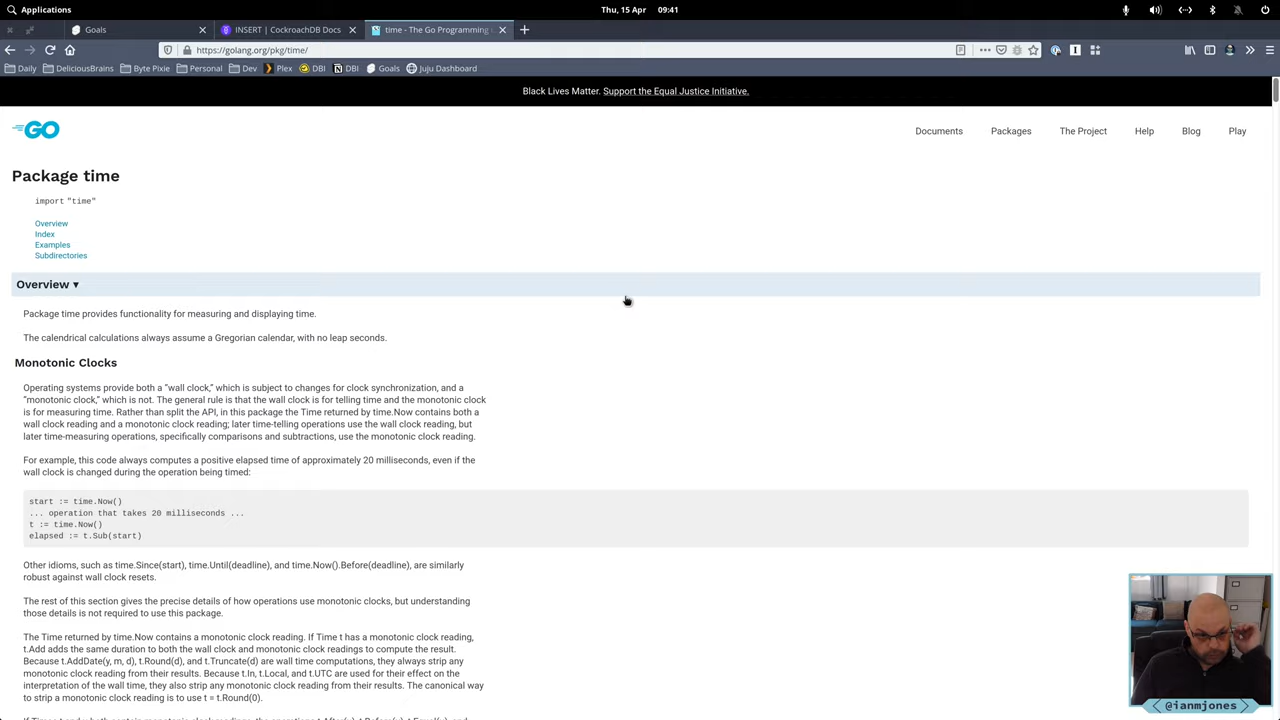 Applications
Thu, 15 Apr 09:41
Goals
INSERT | CockroachDB Docs
time - The Go Programming
https://golang.org/pkg/time/
Daily
DeliciousBrains
Byte Pixie
Personal
Dev
Plex
DBI
DBI
Goals
Juju Dashboard
Black Lives Matter. Support the Equal Justice Initiative.
GO
Documents
Packages
The Project
Help
Blog
Play
Package time
import "time"
Overview
Index
Examples
Subdirectories
Overview ▾
Package time provides functionality for measuring and displaying time.
The calendrical calculations always assume a Gregorian calendar, with no leap seconds.
Monotonic Clocks
Operating systems provide both a "wall clock," which is subject to changes for clock synchronization, and a
"monotonic clock," which is not. The general rule is that the wall clock is for telling time and the monotonic clock
is for measuring time. Rather than split the API, in this package the Time returned by time.Now contains both a
wall clock reading and a monotonic clock reading; later time-telling operations use the wall clock reading, but
later time-measuring operations, specifically comparisons and subtractions, use the monotonic clock reading.
For example, this code always computes a positive elapsed time of approximately 20 milliseconds, even if the
wall clock is changed during the operation being timed:
start := time.Now()
... operation that takes 20 milliseconds ...
t := time.Now()
elapsed := t.Sub(start)
Other idioms, such as time.Since(start), time.Until(deadline), and time.Now().Before(deadline), are similarly
robust against wall clock resets.
The rest of this section gives the precise details of how operations use monotonic clocks, but understanding
those details is not required to use this package.
The Time returned by time.Now contains a monotonic clock reading. If Time t has a monotonic clock reading,
t.Add adds the same duration to both the wall clock and monotonic clock readings to compute the result.
Because t.AddDate(y, m, d), t.Round(d), and t.Truncate(d) are wall time computations, they always strip any
monotonic clock reading from their results. Because t.In, t.Local, and t.UTC are used for their effect on the
interpretation of the wall time, they also strip any monotonic clock reading from their results. The canonical way
to strip a monotonic clock reading is to use t = t.Round(0).
@ianmjones